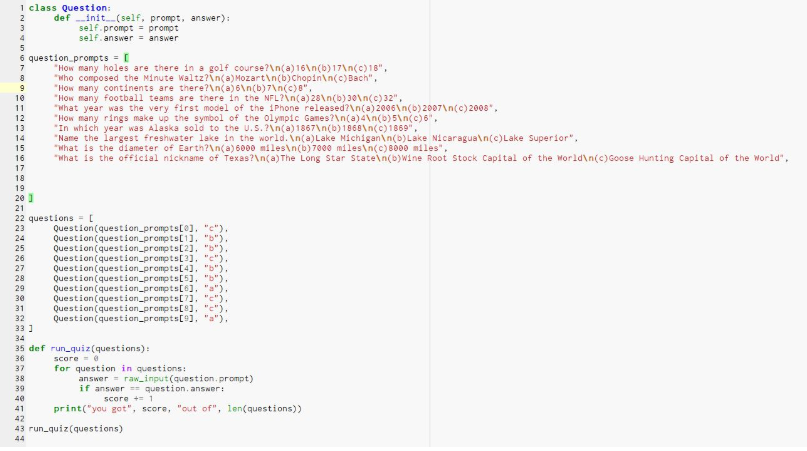 1 class Question:
2 def __init__(self, prompt, answer):
3 self.prompt = prompt
4 self.answer = answer
5
6 question_prompts = [
7 "How many holes are there in a golf course?\n(a)16\n(b)17\n(c)18",
8 "Who composed the Minute Waltz?\n(a)Mozart\n(b)Chopin\n(c)Bach",
9 "How many continents are there?\n(a)6\n(b)7\n(c)8",
10 "How many football teams are there in the NFL?\n(a)28\n(b)30\n(c)32",
11 "What year was the very first model of the iPhone released?\n(a)2006\n(b)2007\n(c)2008",
12 "How many rings make up the symbol of the Olympic Games?\n(a)4\n(b)5\n(c)6",
13 "In which year was Alaska sold to the U.S.?\n(a)1867\n(b)1868\n(c)1869",
14 "Name the largest freshwater lake in the world.\n(a)Lake Michigan\n(b)Lake Nicaragua\n(c)Lake Superior",
15 "What is the diameter of Earth?\n(a)6000 miles\n(b)7000 miles\n(c)8000 miles",
16 "What is the official nickname of Texas?\n(a)The Long Star State\n(b)Wine Root Stock Capital of the World\n(c)Goose Hunting Capital of the World",
17
18
19
20 ]
21
22 questions = [
23 Question(question_prompts[0], "c"),
24 Question(question_prompts[1], "b"),
25 Question(question_prompts[2], "b"),
26 Question(question_prompts[3], "c"),
27 Question(question_prompts[4], "b"),
28 Question(question_prompts[5], "b"),
29 Question(question_prompts[6], "a"),
30 Question(question_prompts[7], "c"),
31 Question(question_prompts[8], "c"),
32 Question(question_prompts[9], "a"),
33 ]
34
35 def run_quiz(questions):
36 score = 0
37 for question in questions:
38 answer = raw_input(question.prompt)
39 if answer == question.answer:
40 score += 1
41 print("you got", score, "out of", len(questions))
42
43 run_quiz(questions)
44